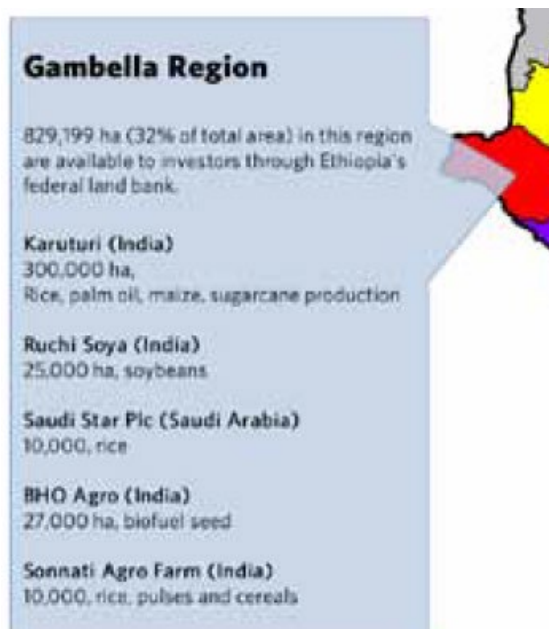 Gambella Region
829,199 ha (32% of total area) in this region
are available to investors through Ethiopia's
federal land bank.
Karuturi (India)
300,000 ha,
Rice, palm oil, maize, sugarcane production
Ruchi Soya (India)
25,000 ha, soybeans
Saudi Star Plc (Saudi Arabia)
10,000, rice
BHO Agro (India)
27,000 ha, biofuel seed
Sonnati Agro Farm (India)
10,000, rice, pulses and cereals